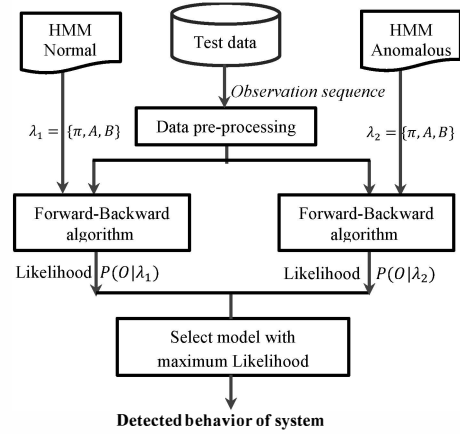 HMM
Normal
Test data
HMM
Anomalous
Observation sequence
λ₁ = {π, A, B}
λ₂ = {π, A, B}
Data pre-processing
Forward-Backward
algorithm
Forward-Backward
algorithm
Likelihood P(O|λ₁)
Likelihood P(O|λ₂)
Select model with
maximum Likelihood
Detected behavior of system